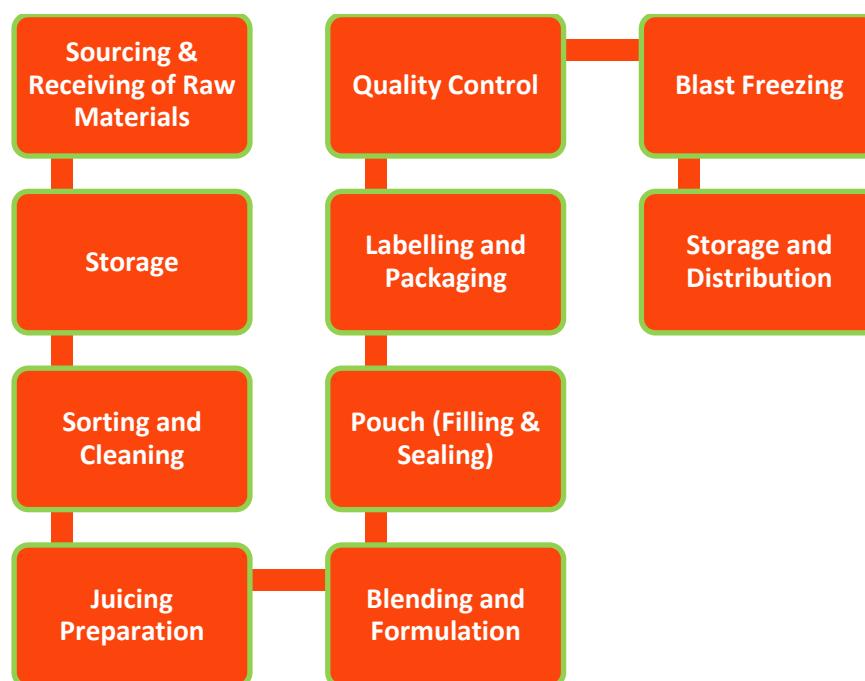 Sourcing &
Receiving of Raw
Materials
Storage
Sorting and
Cleaning
Juicing
Preparation
Blending and
Formulation
Pouch (Filling &
Sealing)
Labelling and
Packaging
Quality Control
Blast Freezing
Storage and
Distribution